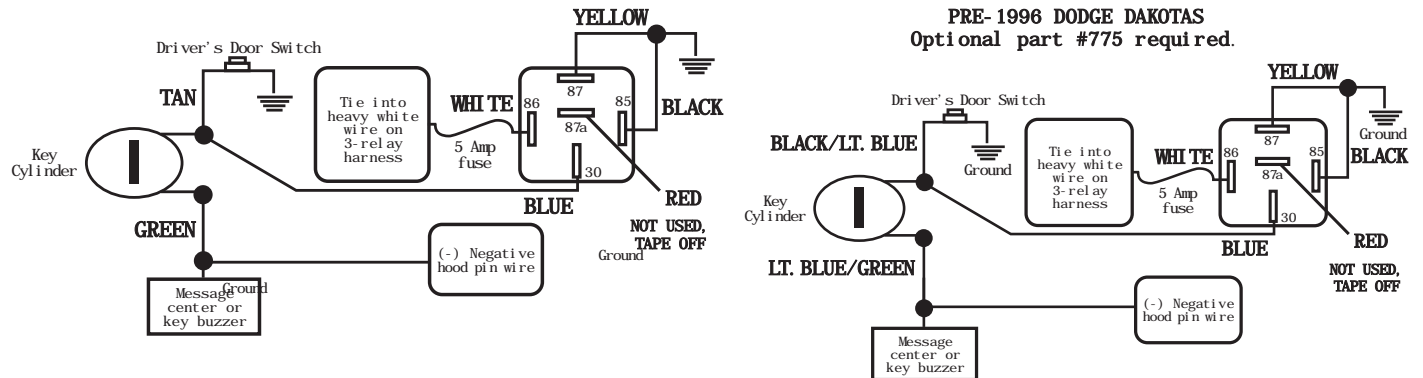 YELLOW
Driver's Door Switch
TAN
Tie into
heavy white
wire on
3-relay
harness
WHITE
5 Amp
fuse
86
87
85
87a
30
BLACK
Key
Cylinder
BLUE
RED
NOT USED,
TAPE OFF
Ground
GREEN
(-) Negative
hood pin wire
Ground
Message
center or
key buzzer
PRE-1996 DODGE DAKOTAS
Optional part #775 required.
YELLOW
Driver's Door Switch
BLACK/LT. BLUE
Ground
Tie into
heavy white
wire on
3-relay
harness
WHITE
5 Amp
fuse
86
87
85
87a
30
Ground
BLACK
Key
Cylinder
BLUE
RED
NOT USED,
TAPE OFF
LT. BLUE/GREEN
(-) Negative
hood pin wire
Message
center or
key buzzer